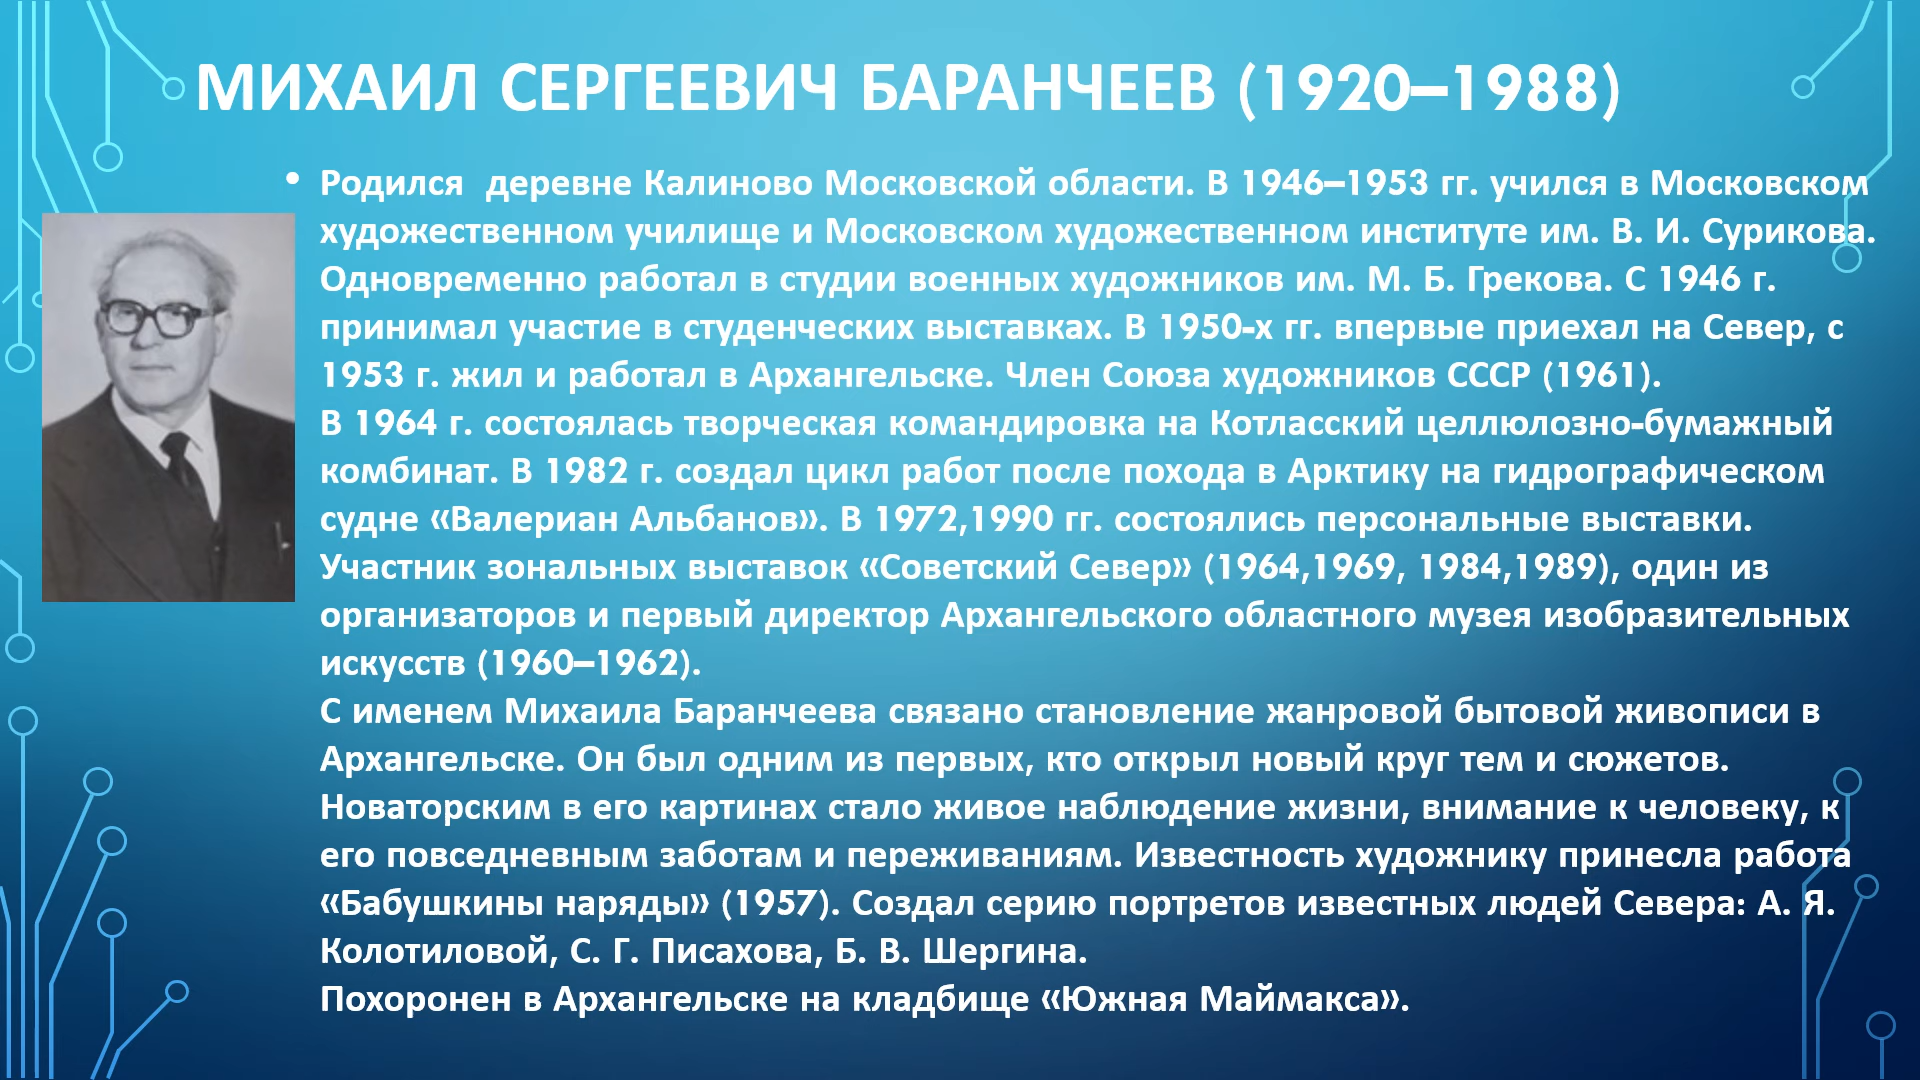 МИХАИЛ СЕРГЕЕВИЧ БАРАНЧЕЕВ (1920–1988)
• Родился  деревне Калиново Московской области. В 1946–1953 гг. учился в Московском
художественном училище и Московском художественном институте им. В. И. Сурикова.
Одновременно работал в студии военных художников им. М. Б. Грекова. С 1946 г.
принимал участие в студенческих выставках. В 1950-х гг. впервые приехал на Север, с
1953 г. жил и работал в Архангельске. Член Союза художников СССР (1961).
В 1964 г. состоялась творческая командировка на Котласский целлюлозно-бумажный
комбинат. В 1982 г. создал цикл работ после похода в Арктику на гидрографическом
судне «Валериан Альбанов». В 1972,1990 гг. состоялись персональные выставки.
Участник зональных выставок «Советский Север» (1964,1969, 1984,1989), один из
организаторов и первый директор Архангельского областного музея изобразительных
искусств (1960–1962).
С именем Михаила Баранчеева связано становление жанровой бытовой живописи в
Архангельске. Он был одним из первых, кто открыл новый круг тем и сюжетов.
Новаторским в его картинах стало живое наблюдение жизни, внимание к человеку, к
его повседневным заботам и переживаниям. Известность художнику принесла работа
«Бабушкины наряды» (1957). Создал серию портретов известных людей Севера: А. Я.
Колотиловой, С. Г. Писахова, Б. В. Шергина.
Похоронен в Архангельске на кладбище «Южная Маймакса».